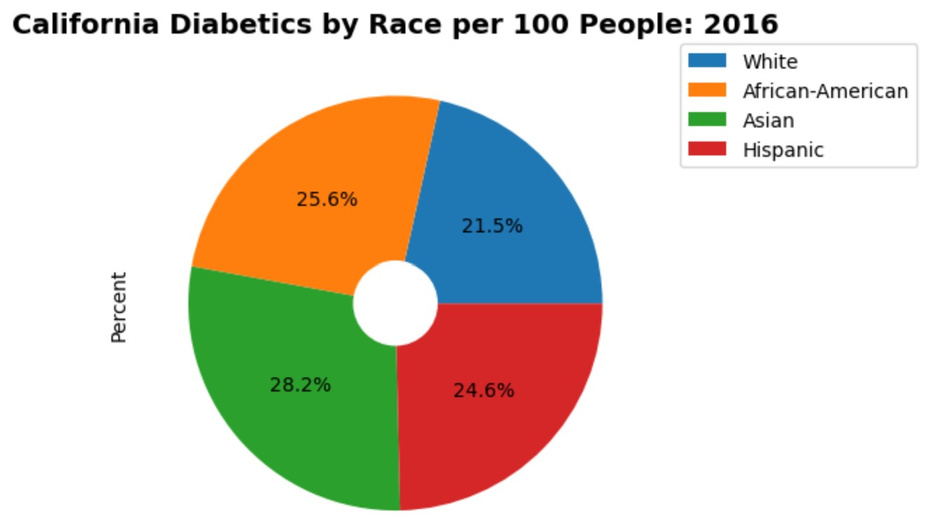 California Diabetics by Race per 100 People: 2016
White
African-American
Asian
Hispanic
25.6%
21.5%
Percent
28.2%
24.6%